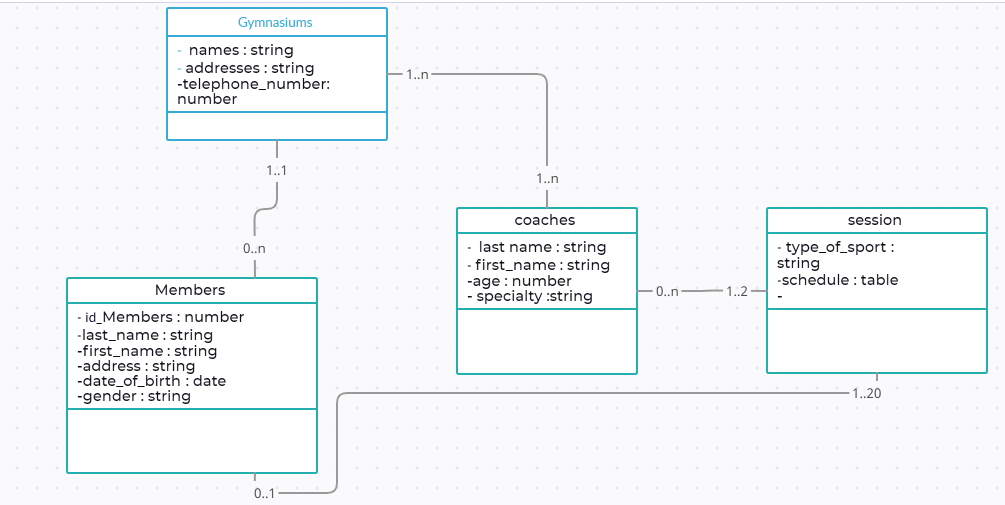 Gymnasiums
- names : string
- addresses : string
-telephone_number:
number
1..n
1..1
1..n
0..n
coaches
- last name : string
- first_name : string
-age : number
- specialty :string
session
- type_of_sport :
string
-schedule : table
-
0..n
1..2
Members
- id_Members : number
-last_name : string
-first_name : string
-address : string
-date_of_birth : date
-gender : string
1..20
0..1